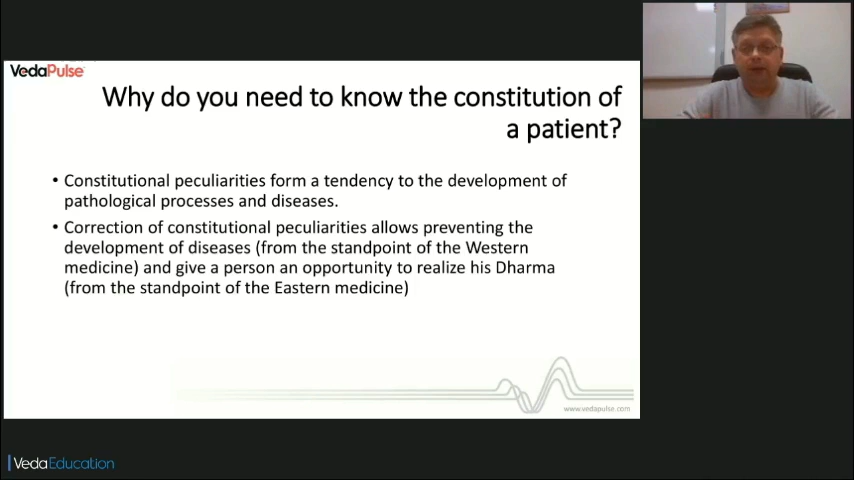 VedaPulse
Why do you need to know the constitution of
a patient?
• Constitutional peculiarities form a tendency to the development of
pathological processes and diseases.
• Correction of constitutional peculiarities allows preventing the
development of diseases (from the standpoint of the Western
medicine) and give a person an opportunity to realize his Dharma
(from the standpoint of the Eastern medicine)
www.vedapulse.com
VedaEducation